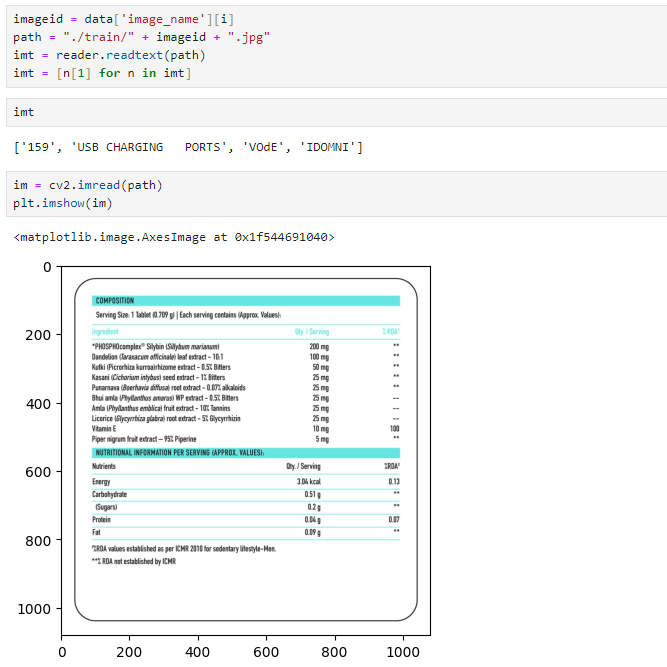 imageid = data['image_name'][i]
path = "./train/" + imageid + ".jpg"
imt = reader.readtext(path)
imt = [n[1] for n in imt]
imt
['159', 'USB CHARGING   PORTS', 'VOdE', 'IDOMNI']
im = cv2.imread(path)
plt.imshow(im)
<matplotlib.image.AxesImage at 0x1f544691040>
0
200
400
600
800
1000
COMPOSITION
Serving Size: 1 Tablet (0.709 g) | Each serving contains (Approx. Values):
Ingredient Qty. / Serving % RDA#
*PHOSPHOcomplex® Silybin (Sillybum marianum) 200 mg **
Dandelion (Taraxacum officinale) leaf extract - 10:1 100 mg **
Kutki (Picrorhiza kurroa)rhizome extract - 0.5% Bitters 50 mg **
Kasani (Cichorium intybus) seed extract - 1% Bitters 25 mg **
Punarnava (Boerhavia diffusa) root extract - 0.07% alkaloids 25 mg **
Bhui amla (Phyllanthus amarus) WP extract - 0.5% Bitters 25 mg --
Amla (Phyllanthus emblica) fruit extract - 10% Tannins 25 mg --
Licorice (Glycyrrhiza glabra) root extract - 5% Glycyrrhizin 25 mg --
Vitamin E 10 mg 100
Piper nigrum fruit extract – 95% Piperine 5 mg **
NUTRITIONAL INFORMATION PER SERVING (APPROX. VALUES):
Nutrients Qty. / Serving %RDA#
Energy 3.04 kcal 0.13
Carbohydrate 0.51 g **
(Sugars) 0.2 g **
Protein 0.04 g 0.07
Fat 0.09 g **
#%RDA values established as per ICMR 2010 for sedentary lifestyle-Men.
**% RDA not established by ICMR
0 200 400 600 800 1000